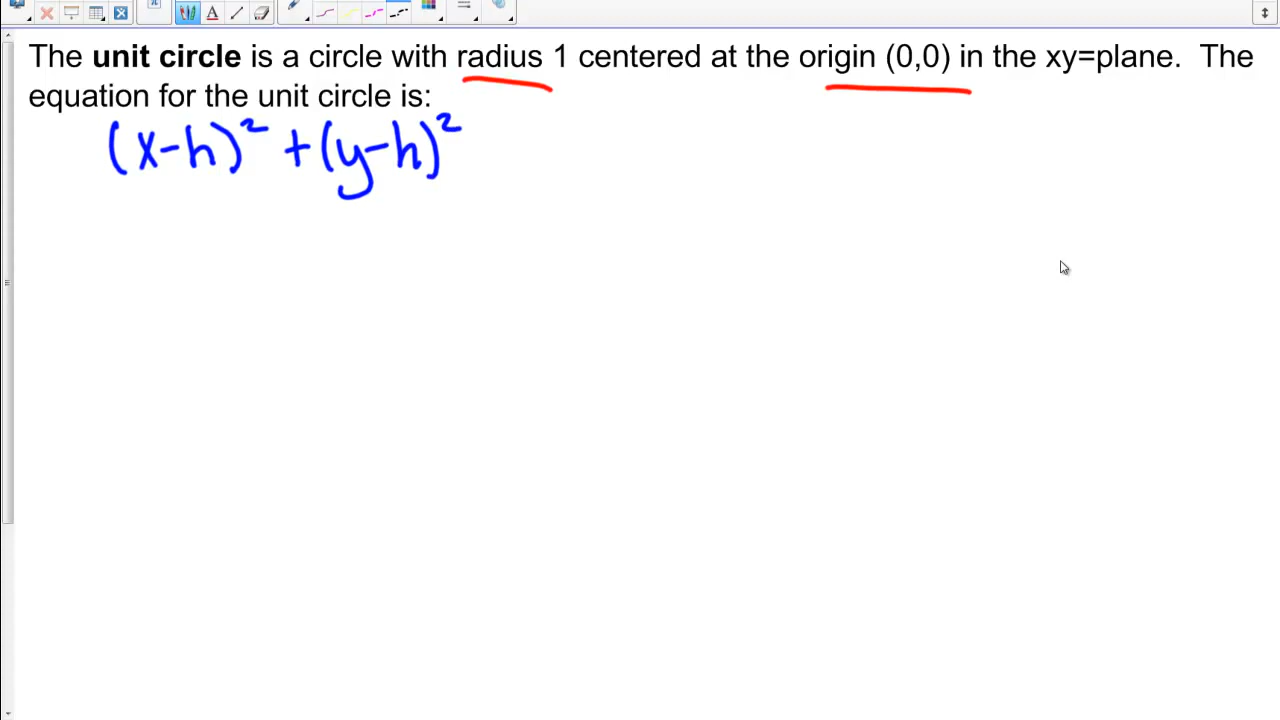 The unit circle is a circle with radius 1 centered at the origin (0,0) in the xy=plane. The
equation for the unit circle is:
(x-h)² + (y-h)²